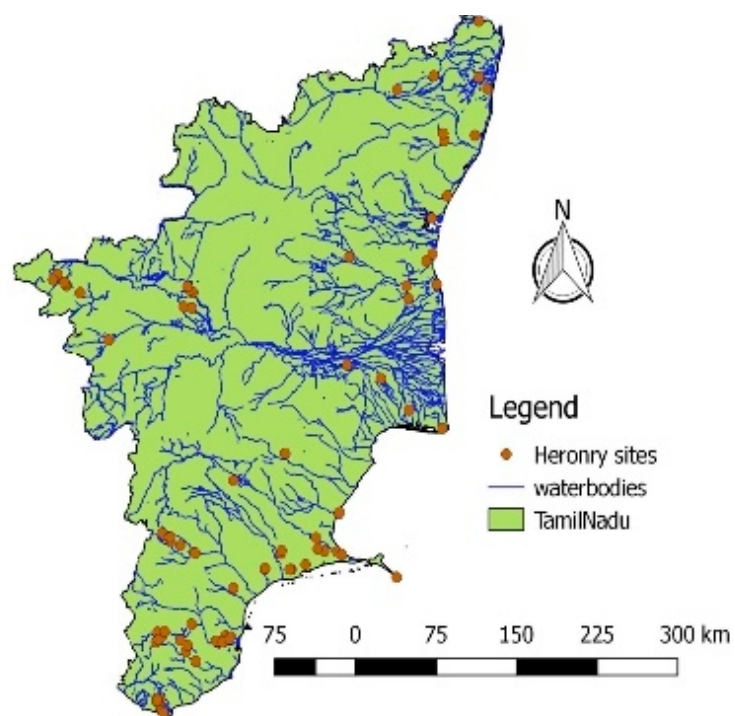 N
Legend
Heronry sites
waterbodies
TamilNadu
75 0 75 150 225 300 km